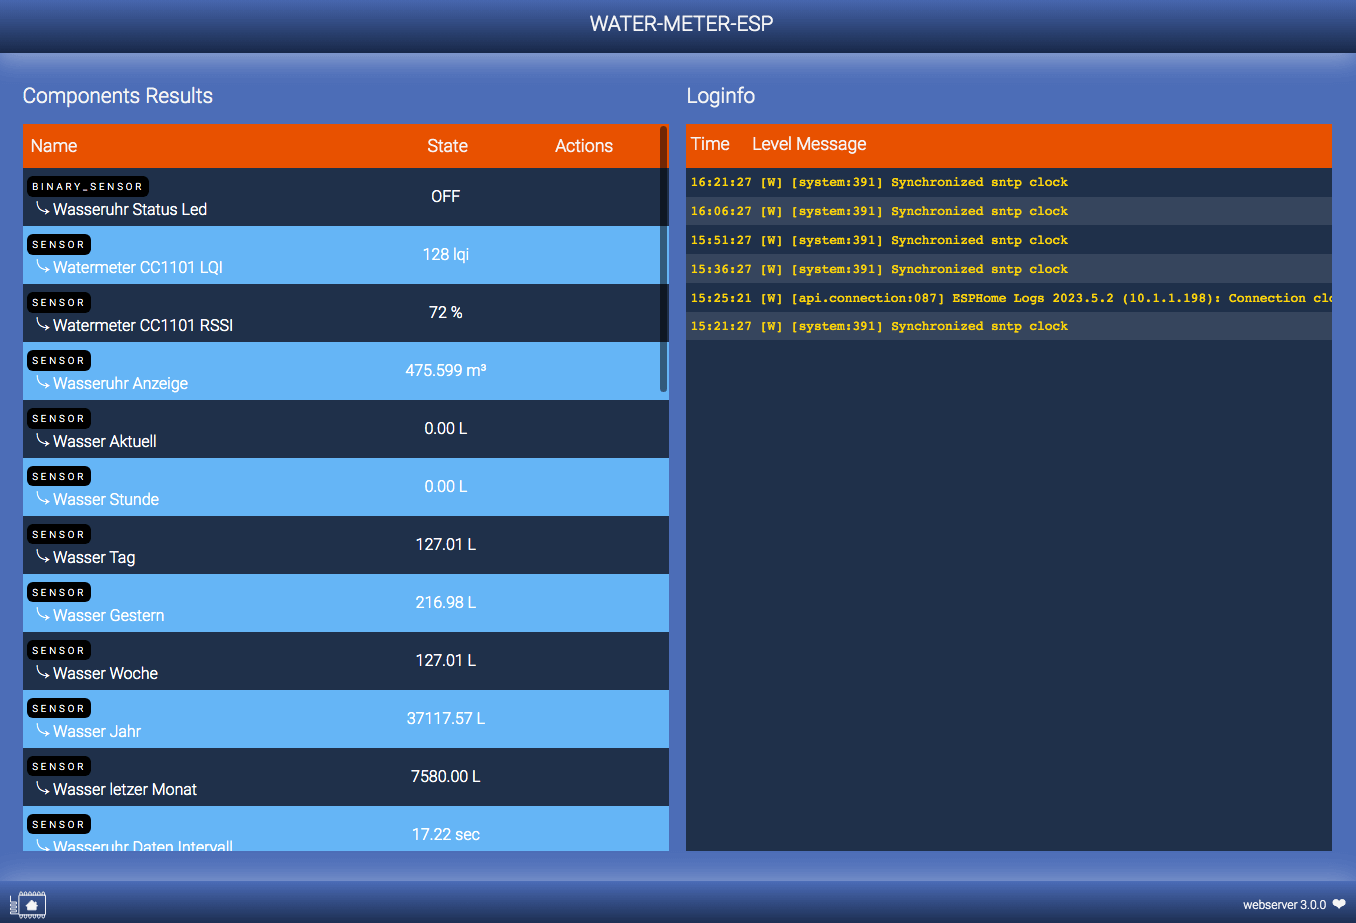 WATER-METER-ESP
Components Results
Name State Actions
BINARY_SENSOR
Wasseruhr Status Led OFF
SENSOR
Watermeter CC1101 LQI 128 lqi
SENSOR
Watermeter CC1101 RSSI 72 %
SENSOR
Wasseruhr Anzeige 475.599 m³
SENSOR
Wasser Aktuell 0.00 L
SENSOR
Wasser Stunde 0.00 L
SENSOR
Wasser Tag 127.01 L
SENSOR
Wasser Gestern 216.98 L
SENSOR
Wasser Woche 127.01 L
SENSOR
Wasser Jahr 37117.57 L
SENSOR
Wasser letzer Monat 7580.00 L
SENSOR
Wasseruhr Daten Intervall 17.22 sec
Loginfo
Time Level Message
16:21:27 [W] [system:391] Synchronized sntp clock
16:06:27 [W] [system:391] Synchronized sntp clock
15:51:27 [W] [system:391] Synchronized sntp clock
15:36:27 [W] [system:391] Synchronized sntp clock
15:25:21 [W] [api.connection:087] ESPHome Logs 2023.5.2 (10.1.1.198): Connection clo
15:21:27 [W] [system:391] Synchronized sntp clock
webserver 3.0.0 ❤